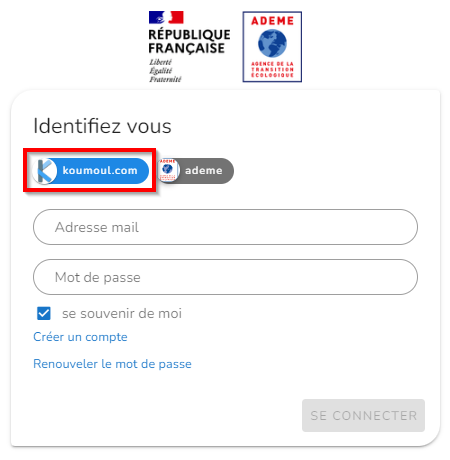 RÉPUBLIQUE
FRANÇAISE
Liberté
Égalité
Fraternité
ADEME
AGENCE DE LA
TRANSITION
ÉCOLOGIQUE
Identifiez vous
koumoul.com
ADEME
ademe
Adresse mail
Mot de passe
se souvenir de moi
Créer un compte
Renouveler le mot de passe
SE CONNECTER